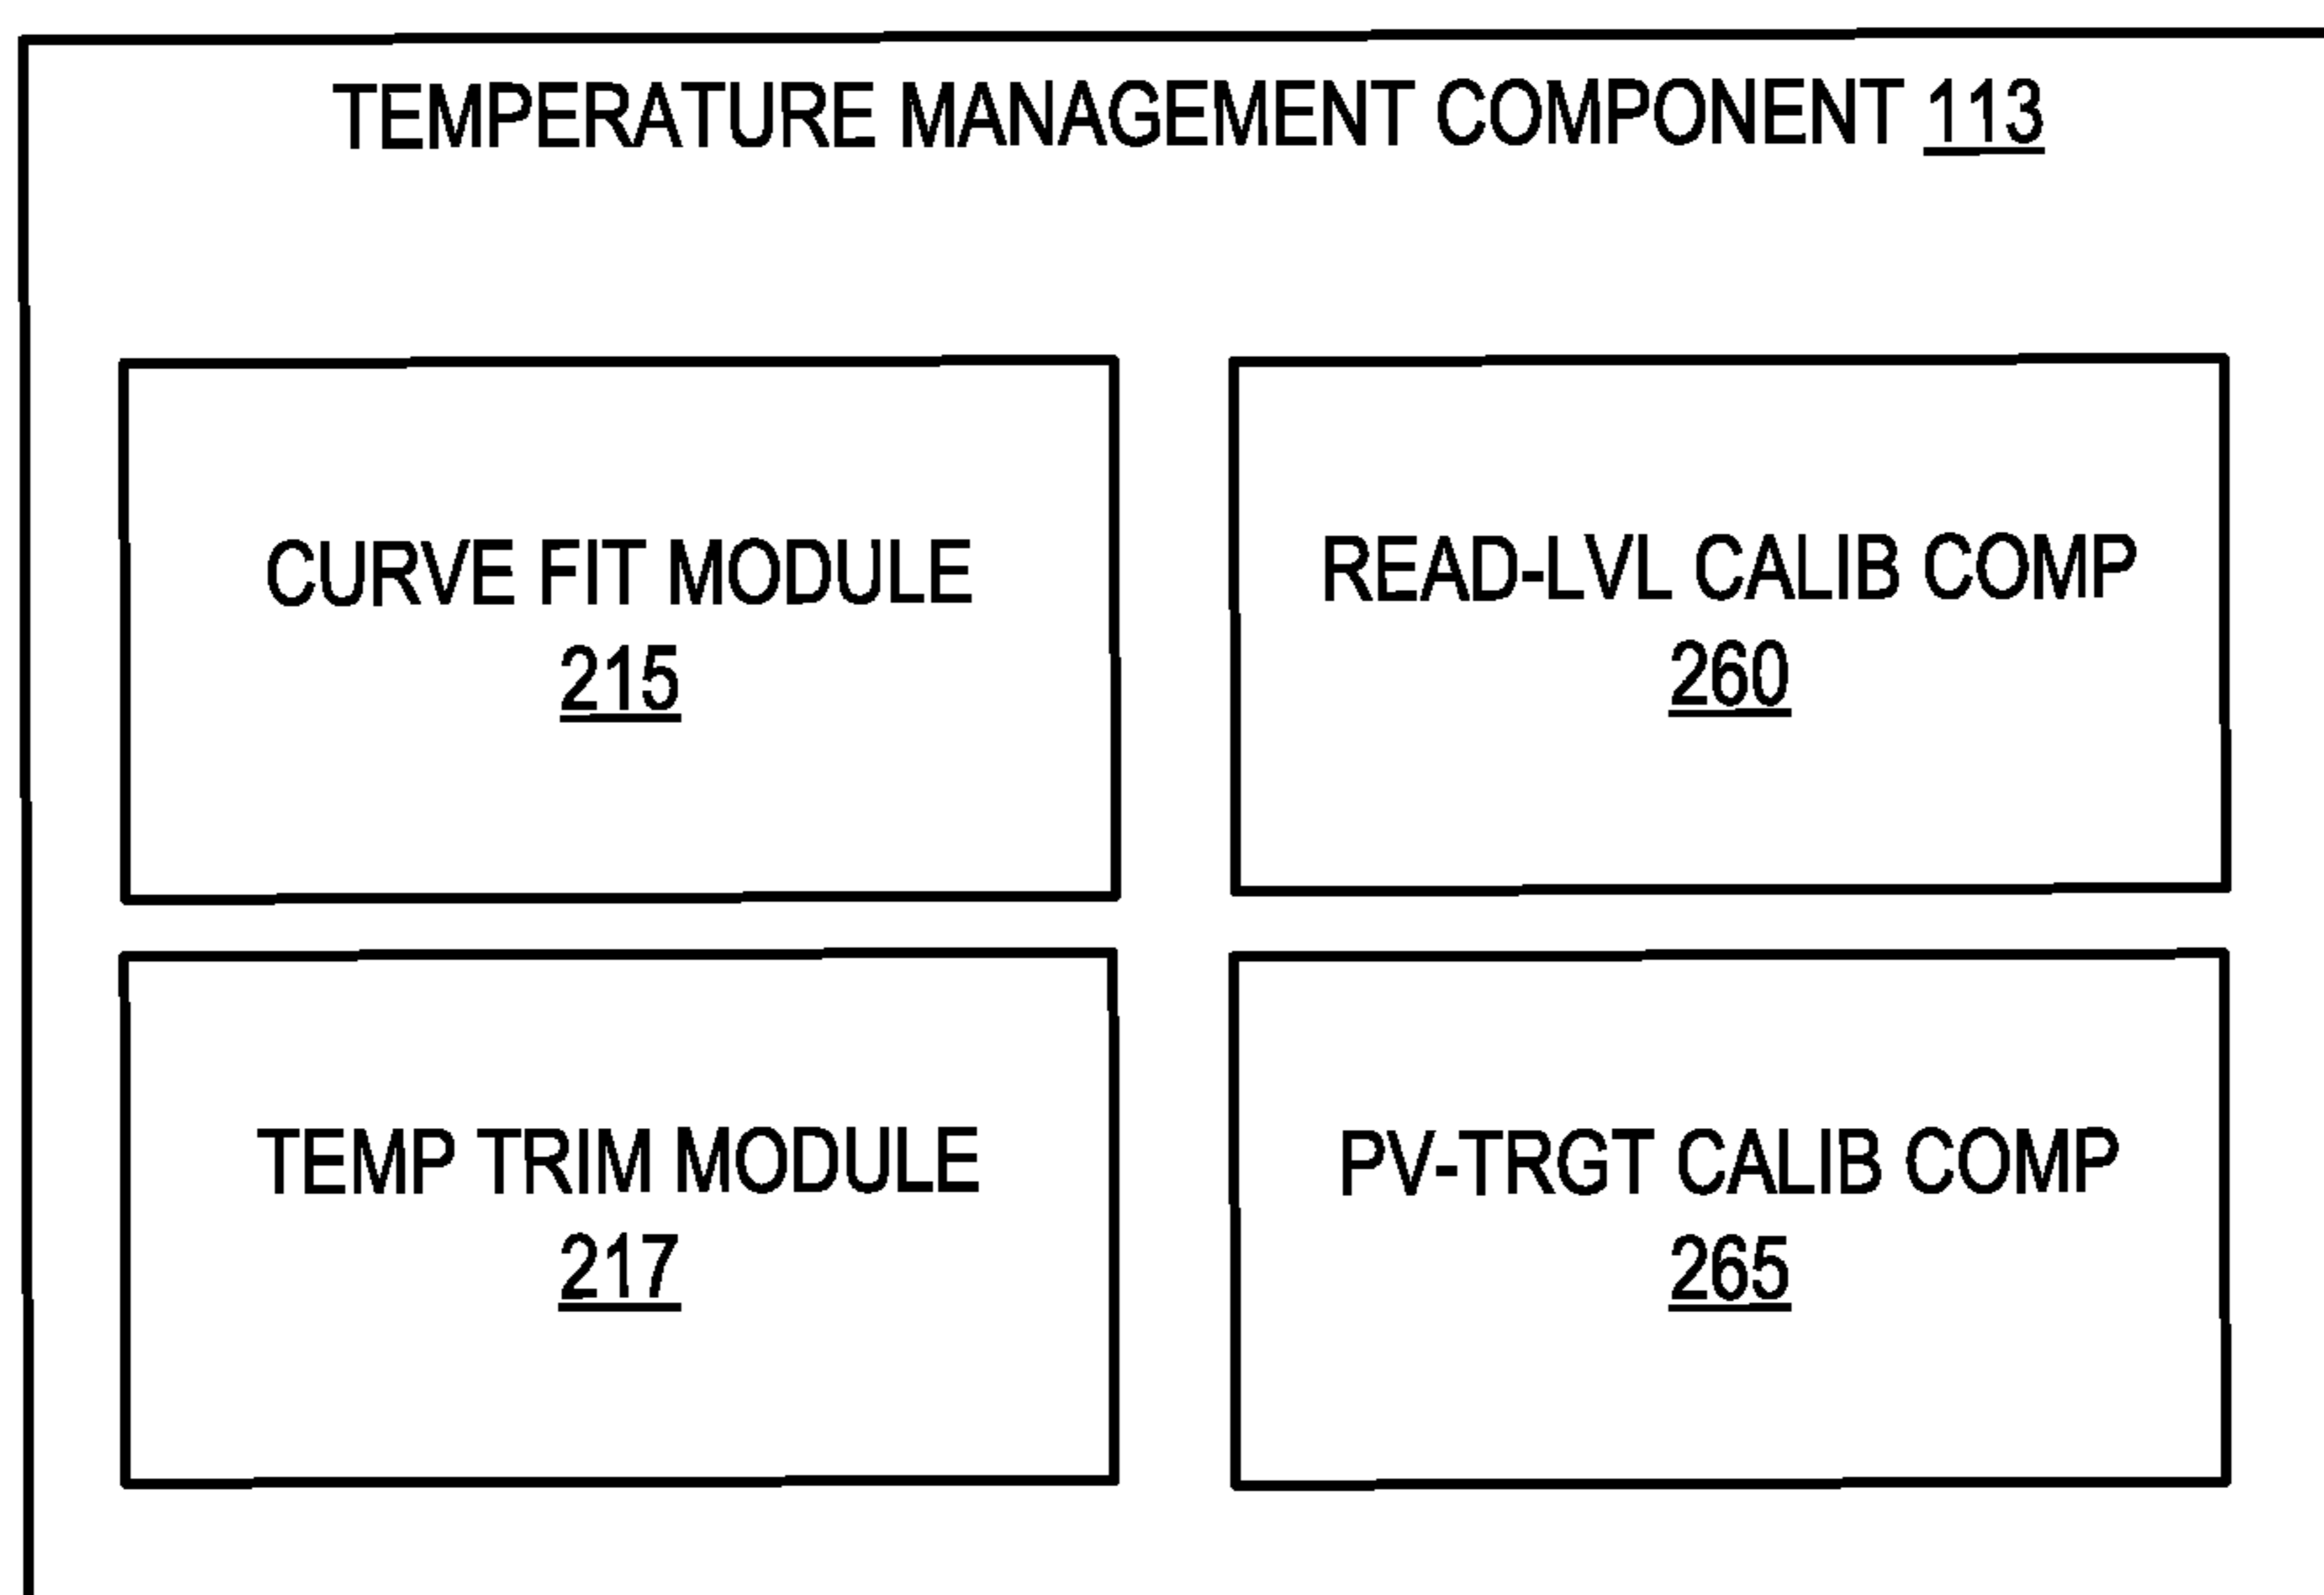 TEMPERATURE MANAGEMENT COMPONENT 113
CURVE FIT MODULE
215
READ-LVL CALIB COMP
260
TEMP TRIM MODULE
217
PV-TRGT CALIB COMP
265